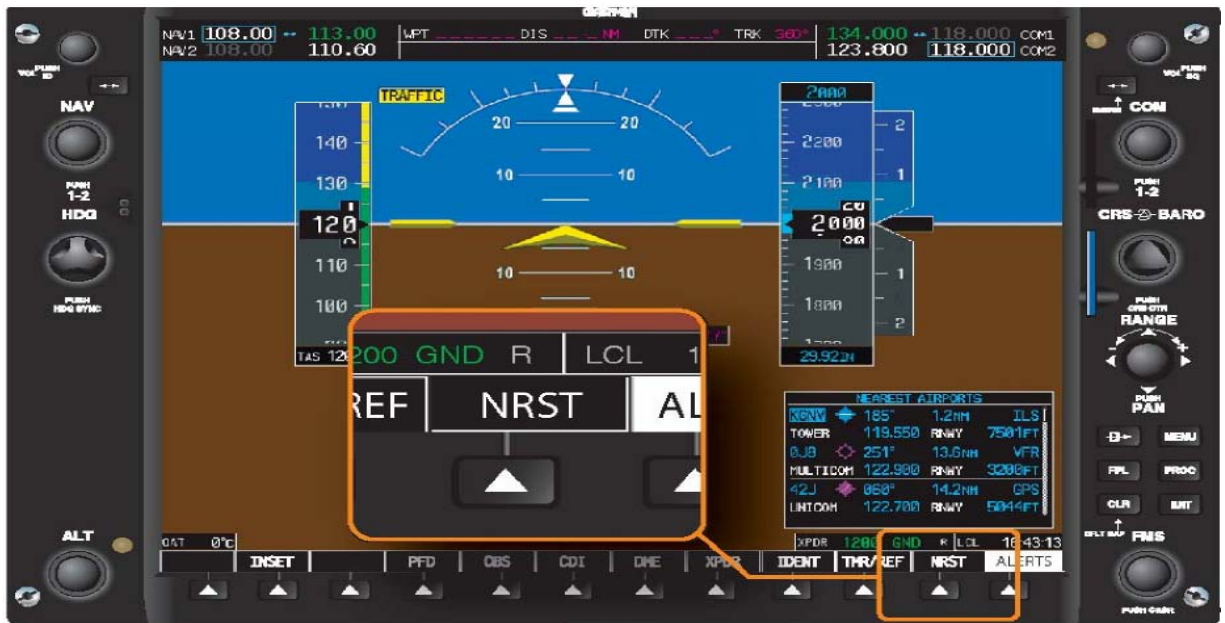 NAV1 108.00 ↔ 113.00
NAV2 108.00 110.60
WPT _ _ _ _ _ _ DIS _ _ _ NM DTK _ _ _° TRK 360°
134.000 ↔ 118.000 COM1
123.800 118.000 COM2
VOL PUSH ID
NAV
PUSH
1-2
HDG
PUSH
HDG SYNC
ALT
TRAFFIC
20 20
10 10
10 10
140
130
120
110
100
TAS 120
2000
2200
2100
2000
1900
1800
29.92IN
2
1
1
2
200 GND R LCL 1
REF NRST AL
NEAREST AIRPORTS
KGNV 185° 1.2NM ILS
TOWER 119.550 RNWY 7501FT
0J8 251° 13.6NM VFR
MULTICOM 122.900 RNWY 3200FT
42J 060° 14.2NM GPS
UNICOM 122.700 RNWY 5044FT
OAT 0°C
XPDR 1200 GND R LCL 16:43:13
INSET PFD OBS CDI DME XPDR IDENT TMR/REF NRST ALERTS
VOL PUSH SQ
COM
PUSH
1-2
CRS BARO
PUSH
CRS CTR
RANGE
- +
PUSH
PAN
D MENU
FPL PROC
CLR ENT
DFLT MAP FMS
PUSH CRSR